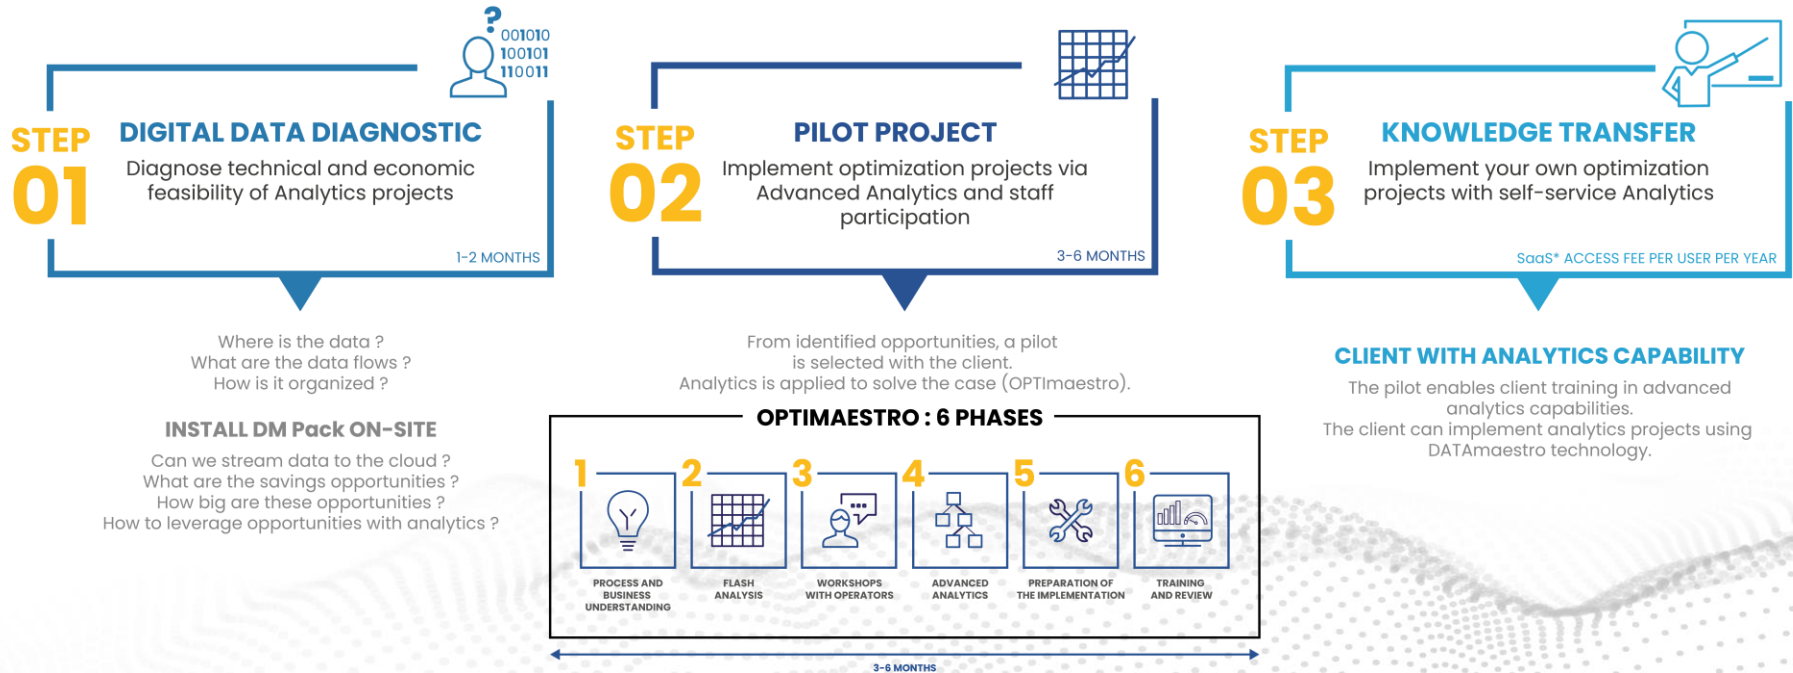 ?
001010
100101
110011
STEP
01
DIGITAL DATA DIAGNOSTIC
Diagnose technical and economic
feasibility of Analytics projects
1-2 MONTHS
Where is the data ?
What are the data flows ?
How is it organized ?
INSTALL DM Pack ON-SITE
Can we stream data to the cloud ?
What are the savings opportunities ?
How big are these opportunities ?
How to leverage opportunities with analytics ?
STEP
02
PILOT PROJECT
Implement optimization projects via
Advanced Analytics and staff
participation
3-6 MONTHS
From identified opportunities, a pilot
is selected with the client.
Analytics is applied to solve the case (OPTImaestro).
OPTIMAESTRO : 6 PHASES
1
PROCESS AND
BUSINESS
UNDERSTANDING
2
FLASH
ANALYSIS
3
WORKSHOPS
WITH OPERATORS
4
ADVANCED
ANALYTICS
5
PREPARATION OF
THE IMPLEMENTATION
6
TRAINING
AND REVIEW
3-6 MONTHS
STEP
03
KNOWLEDGE TRANSFER
Implement your own optimization
projects with self-service Analytics
SaaS* ACCESS FEE PER USER PER YEAR
CLIENT WITH ANALYTICS CAPABILITY
The pilot enables client training in advanced
analytics capabilities.
The client can implement analytics projects using
DATAmaestro technology.